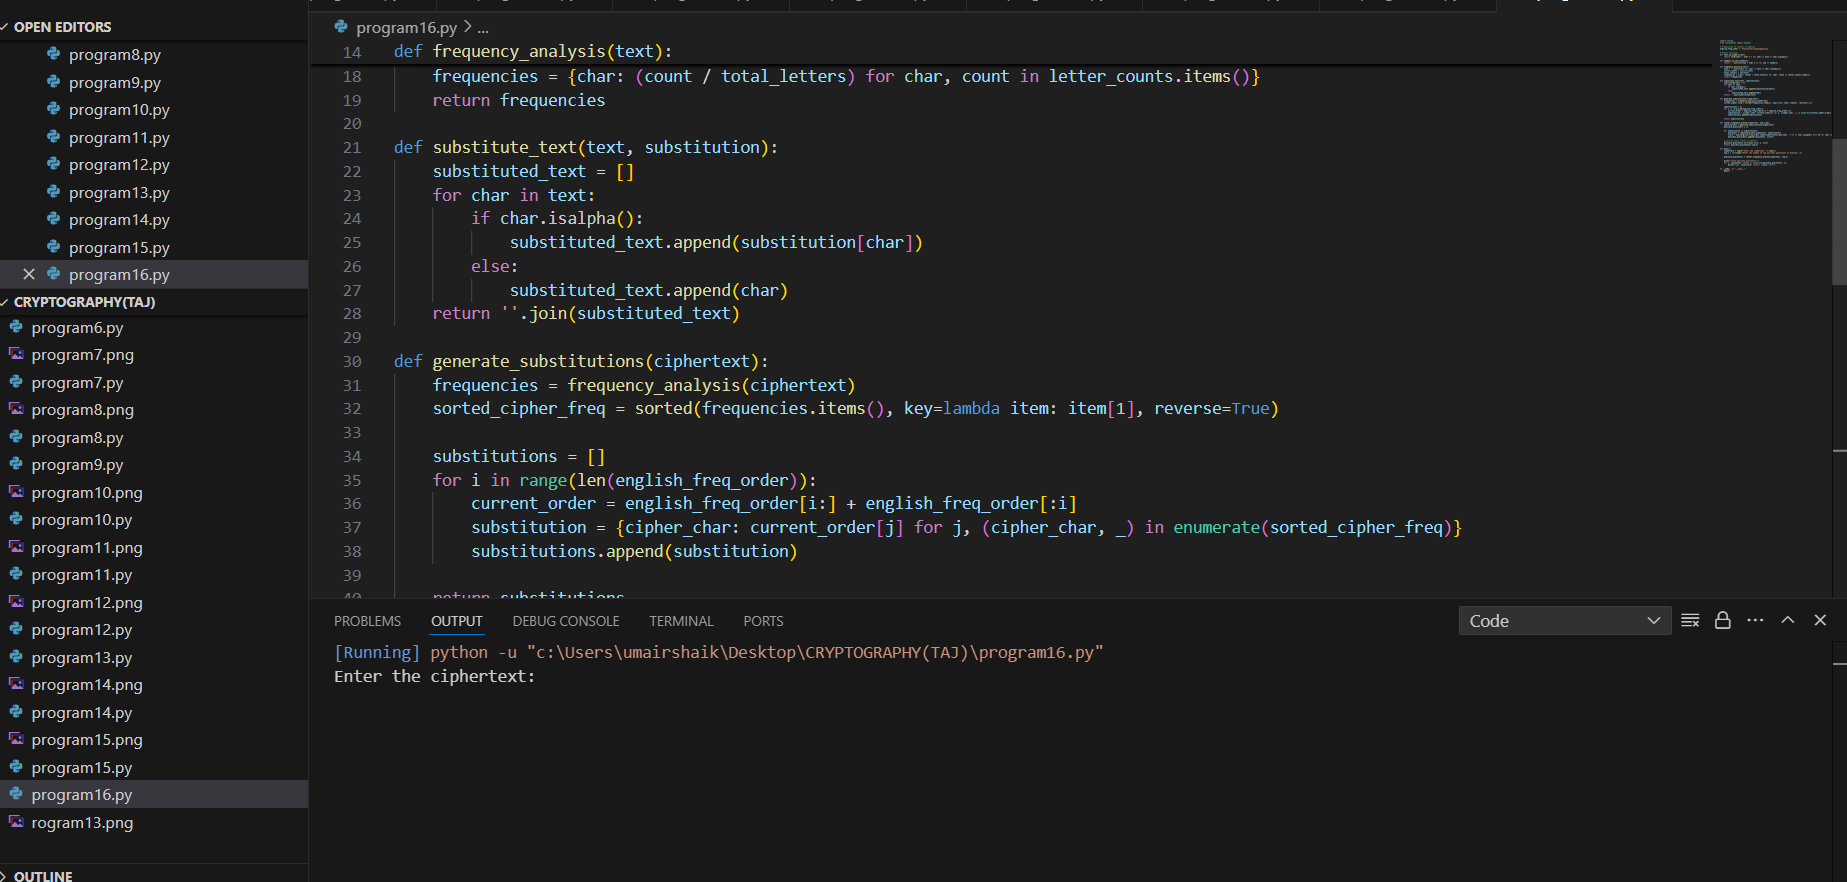 OPEN EDITORS
program8.py
program9.py
program10.py
program11.py
program12.py
program13.py
program14.py
program15.py
program16.py
CRYPTOGRAPHY(TAJ)
program6.py
program7.png
program7.py
program8.png
program8.py
program9.py
program10.png
program10.py
program11.png
program11.py
program12.png
program12.py
program13.py
program14.png
program14.py
program15.png
program15.py
program16.py
rogram13.png
OUTLINE
program16.py > ...
14 def frequency_analysis(text):
18 frequencies = {char: (count / total_letters) for char, count in letter_counts.items()}
19 return frequencies
20
21 def substitute_text(text, substitution):
22 substituted_text = []
23 for char in text:
24 if char.isalpha():
25 substituted_text.append(substitution[char])
26 else:
27 substituted_text.append(char)
28 return ''.join(substituted_text)
29
30 def generate_substitutions(ciphertext):
31 frequencies = frequency_analysis(ciphertext)
32 sorted_cipher_freq = sorted(frequencies.items(), key=lambda item: item[1], reverse=True)
33
34 substitutions = []
35 for i in range(len(english_freq_order)):
36 current_order = english_freq_order[i:] + english_freq_order[:i]
37 substitution = {cipher_char: current_order[j] for j, (cipher_char, _) in enumerate(sorted_cipher_freq)}
38 substitutions.append(substitution)
39
40 return substitutions
PROBLEMS OUTPUT DEBUG CONSOLE TERMINAL PORTS Code
[Running] python -u "c:\Users\umairshaik\Desktop\CRYPTOGRAPHY(TAJ)\program16.py"
Enter the ciphertext: